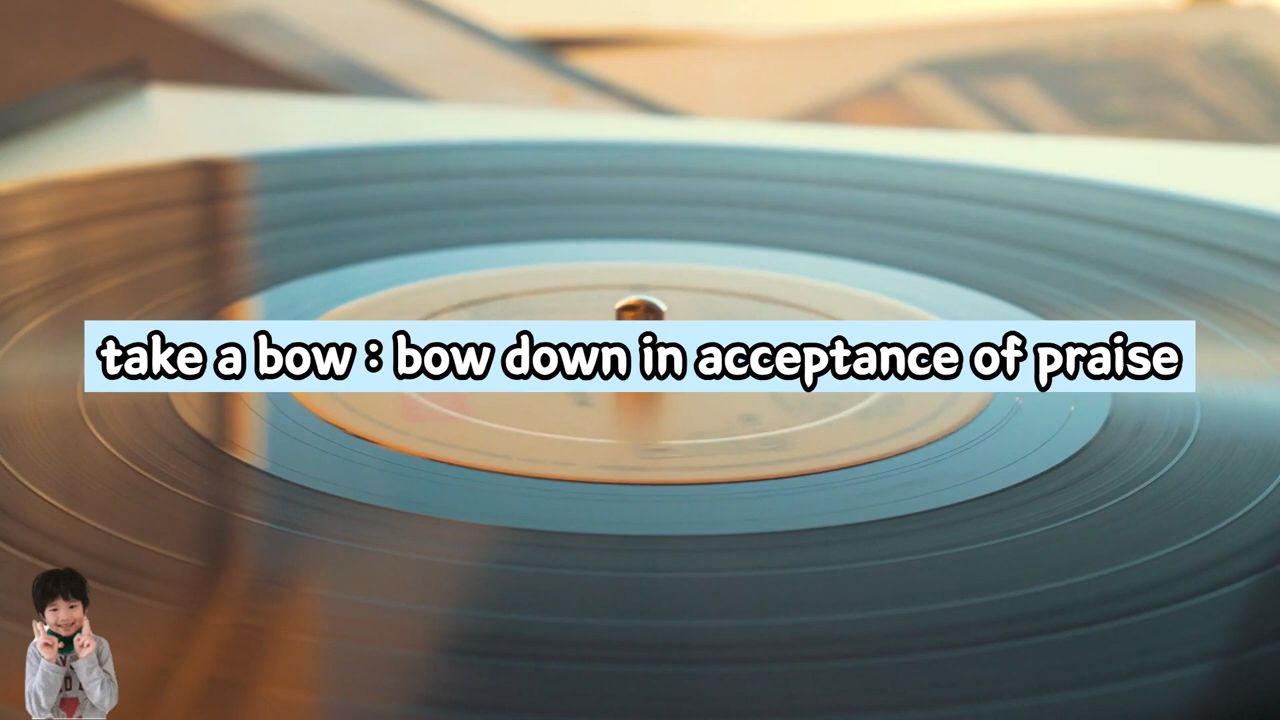 take a bow : bow down in acceptance of praise